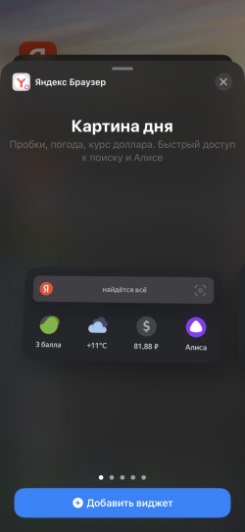 Яндекс Браузер
Картина дня
Пробки, погода, курс доллара. Быстрый доступ
к поиску и Алисе
Я найдётся всё
3 балла +11°C 81,88 ₽ Алиса
Добавить виджет